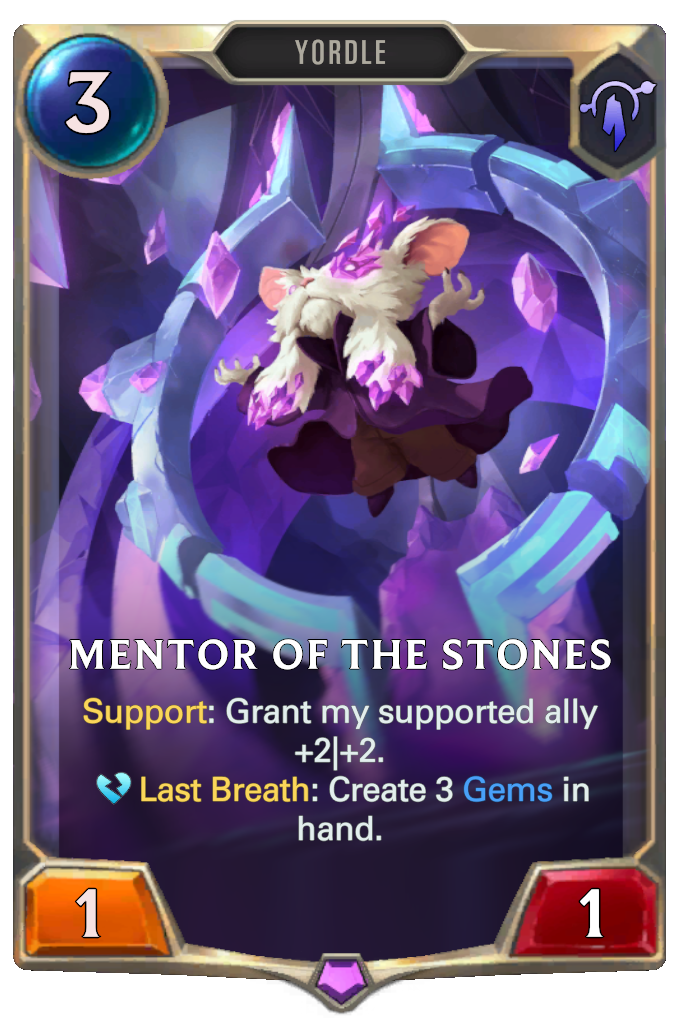 YORDLE
3
MENTOR OF THE STONES
Support: Grant my supported ally
+2|+2.
Last Breath: Create 3 Gems in
hand.
1
1